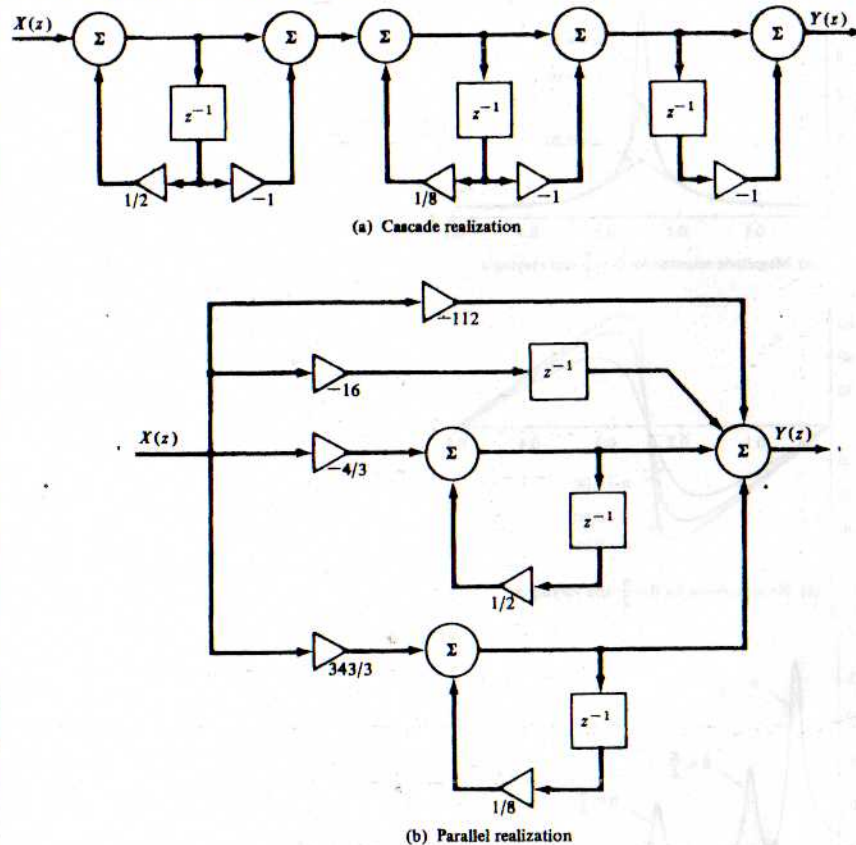 X(z) Σ Σ Σ Σ Σ Y(z)
z⁻¹ z⁻¹ z⁻¹
1/2 −1 1/8 −1 −1
(a) Cascade realization
−112
−16 z⁻¹
X(z) −4/3 Σ Σ Y(z)
z⁻¹
1/2
343/3 Σ
z⁻¹
1/8
(b) Parallel realization